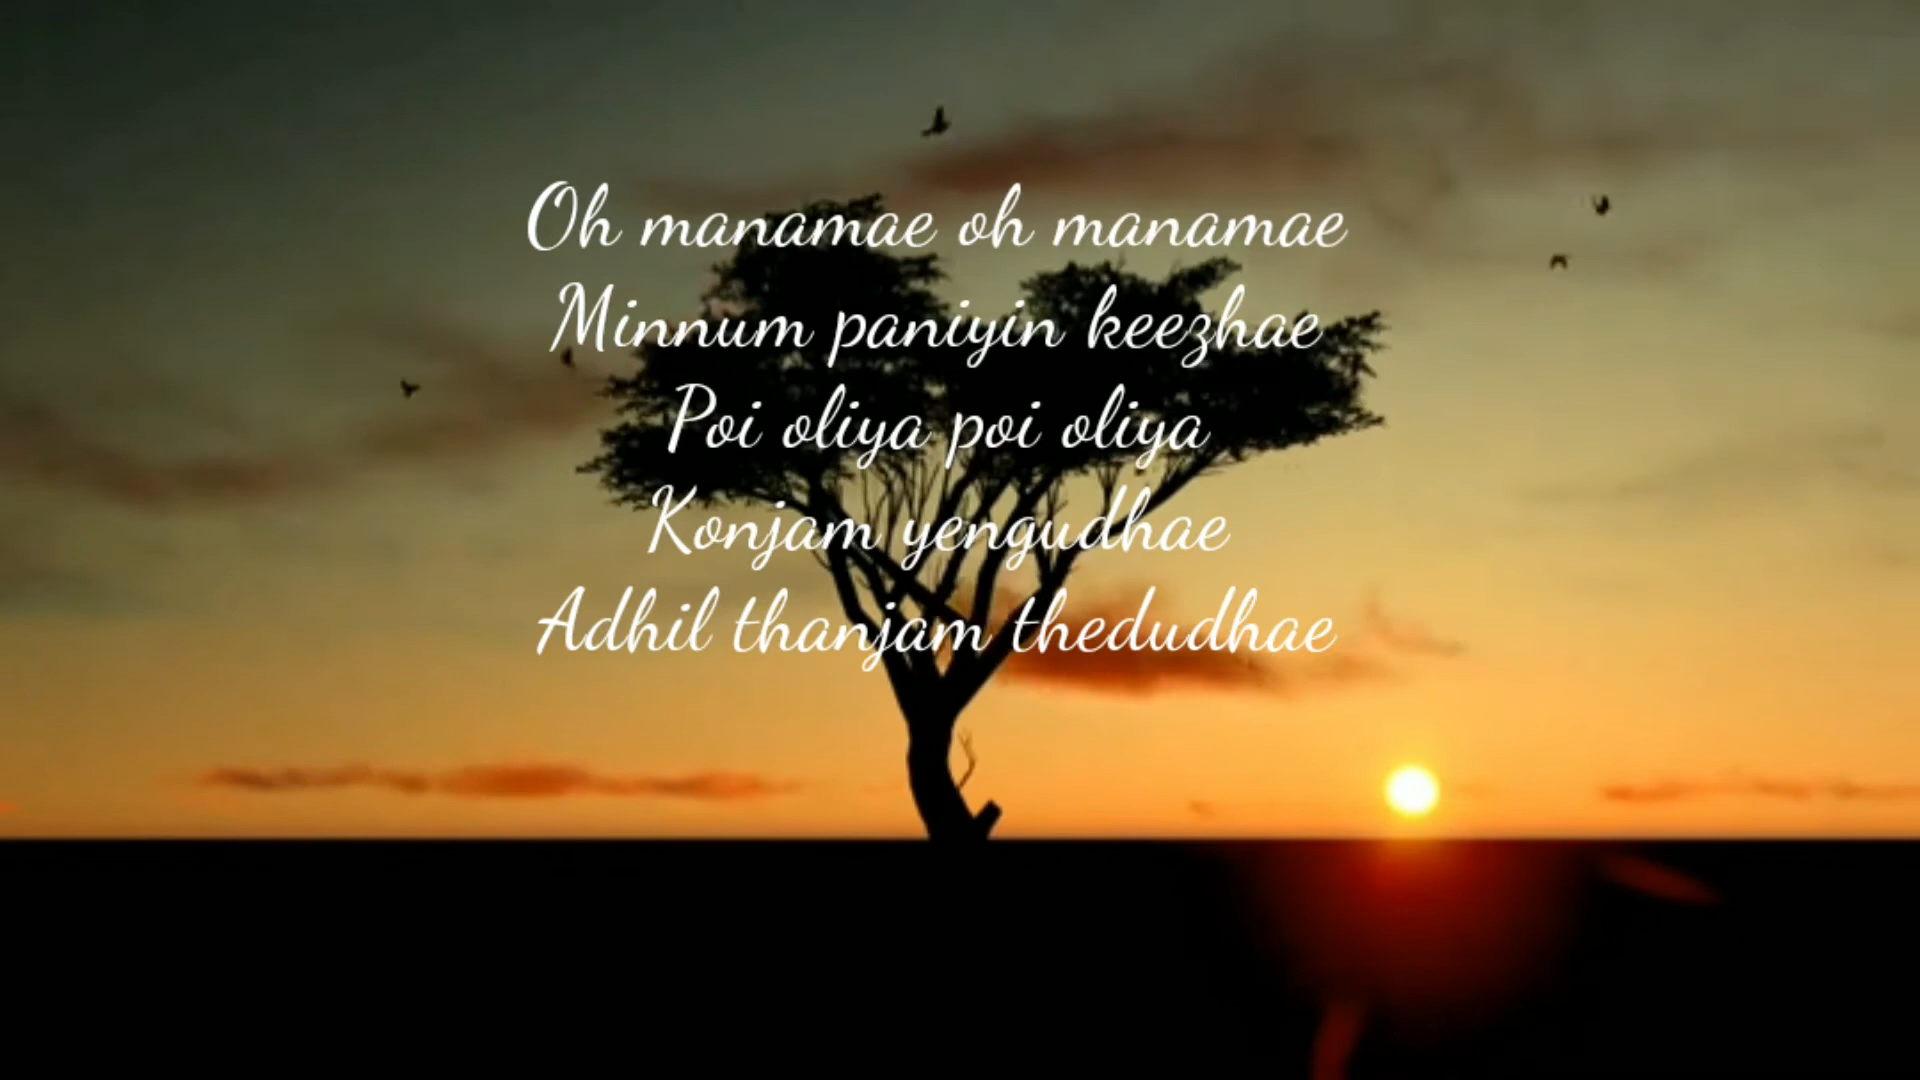 Oh manamae oh manamae
Minnum paniyin keezhae
Poi oliya poi oliya
Konjam yengudhae
Adhil thanjam thedudhae